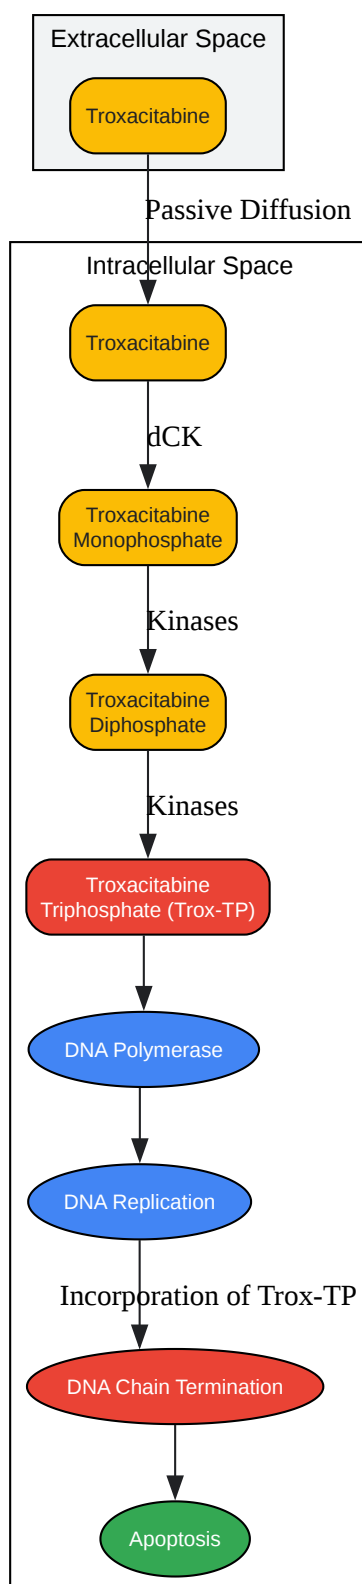 Extracellular Space
Troxacitabine
Passive Diffusion
Intracellular Space
Troxacitabine
dCK
Troxacitabine
Monophosphate
Kinases
Troxacitabine
Diphosphate
Kinases
Troxacitabine
Triphosphate (Trox-TP)
DNA Polymerase
DNA Replication
Incorporation of Trox-TP
DNA Chain Termination
Apoptosis